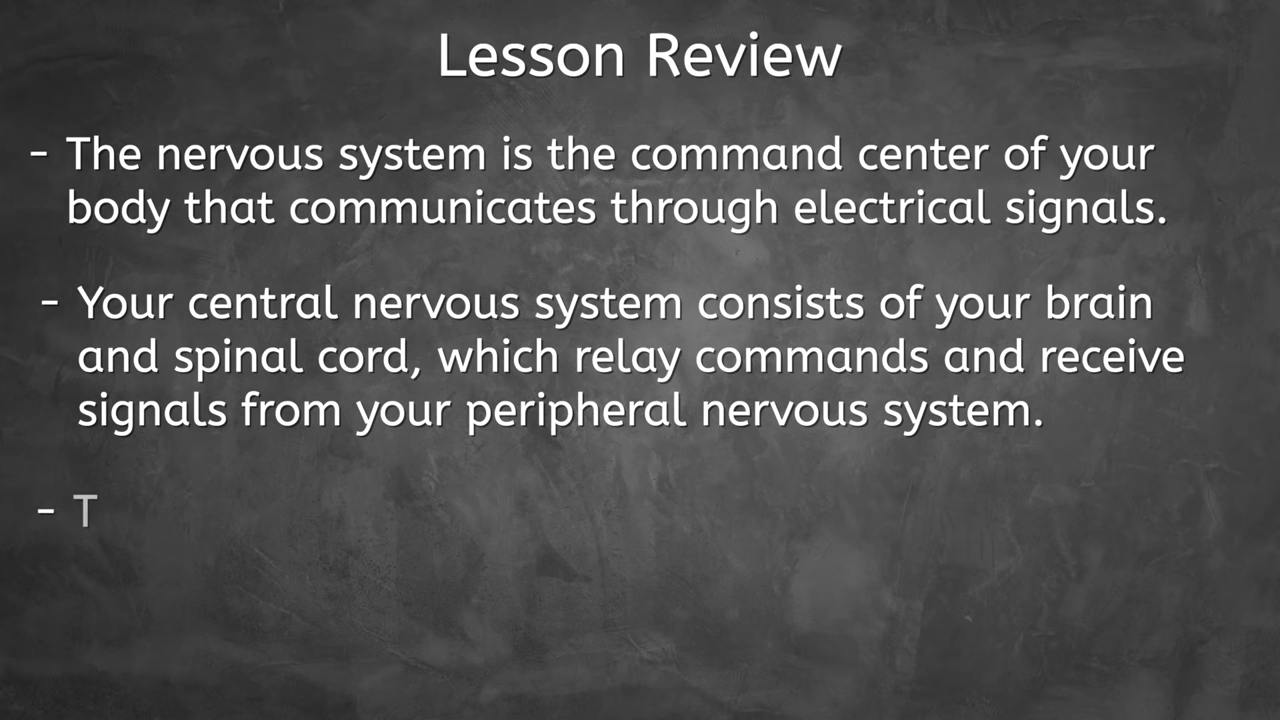 Lesson Review
- The nervous system is the command center of your
body that communicates through electrical signals.
- Your central nervous system consists of your brain
and spinal cord, which relay commands and receive
signals from your peripheral nervous system.
- T